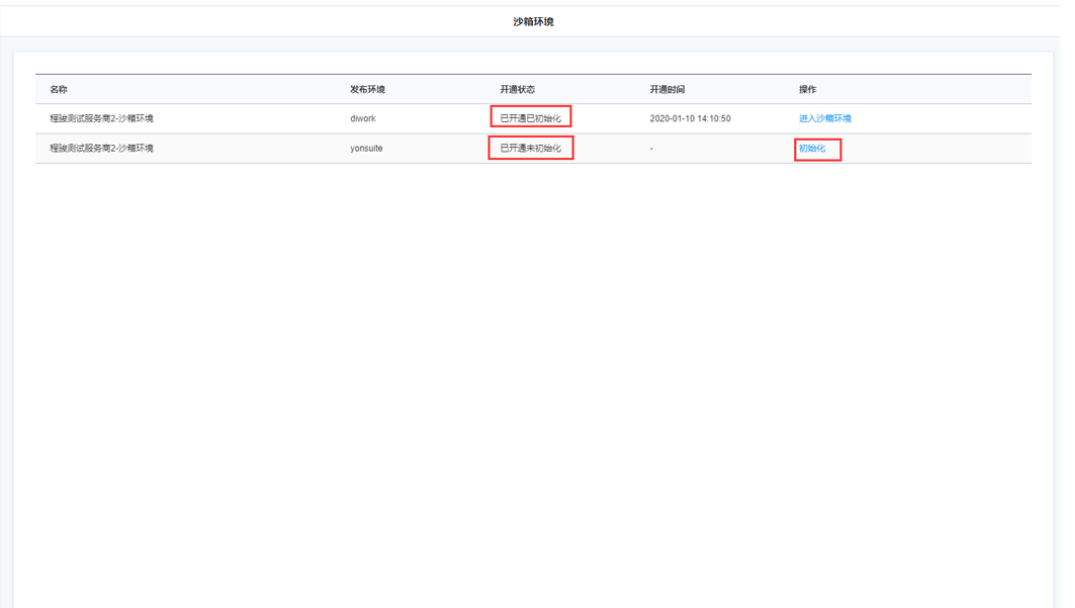 沙箱环境
名称 发布环境 开通状态 开通时间 操作
程骏测试服务商2-沙箱环境 diwork 已开通已初始化 2020-01-10 14:10:50 进入沙箱环境
程骏测试服务商2-沙箱环境 yonsuite 已开通未初始化 - 初始化